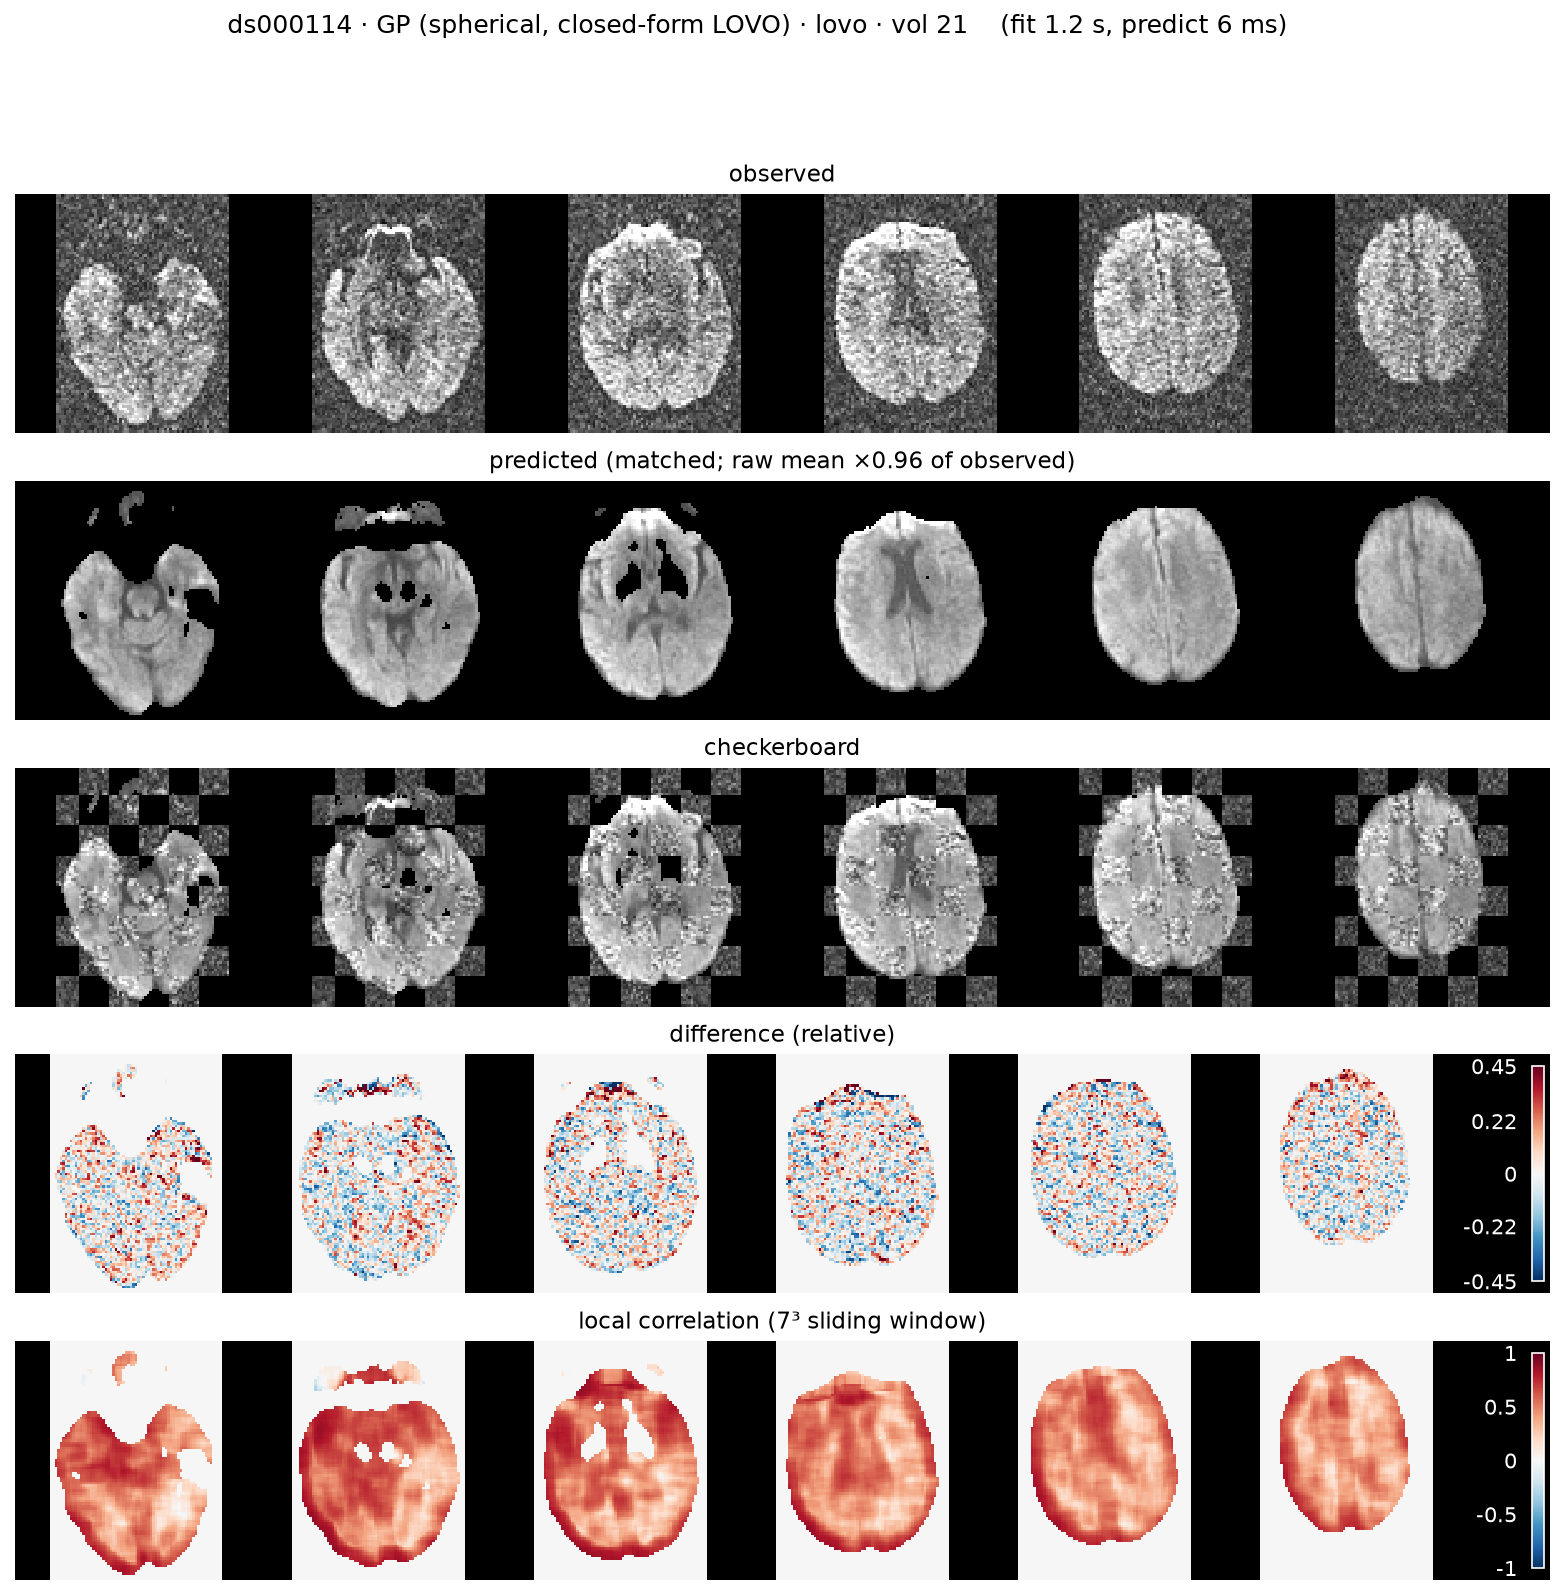 ds000114 · GP (spherical, closed-form LOVO) · lovo · vol 21 (fit 1.2 s, predict 6 ms)
observed
predicted (matched; raw mean ×0.96 of observed)
checkerboard
difference (relative)
0.45
0.22
0
-0.22
-0.45
local correlation (7³ sliding window)
1
0.5
0
-0.5
-1